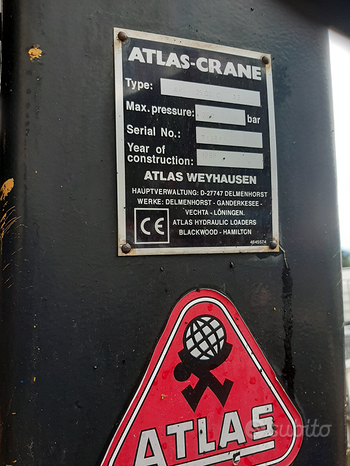 ATLAS-CRANE
Type:
Max. pressure: bar
Serial No.:
Year of
construction:
ATLAS WEYHAUSEN
HAUPTVERWALTUNG: D-27747 DELMENHORST
WERKE: DELMENHORST - GANDERKESEE -
VECHTA - LÖNINGEN.
ATLAS HYDRAULIC LOADERS
BLACKWOOD - HAMILTON
CE
ATLAS
subito